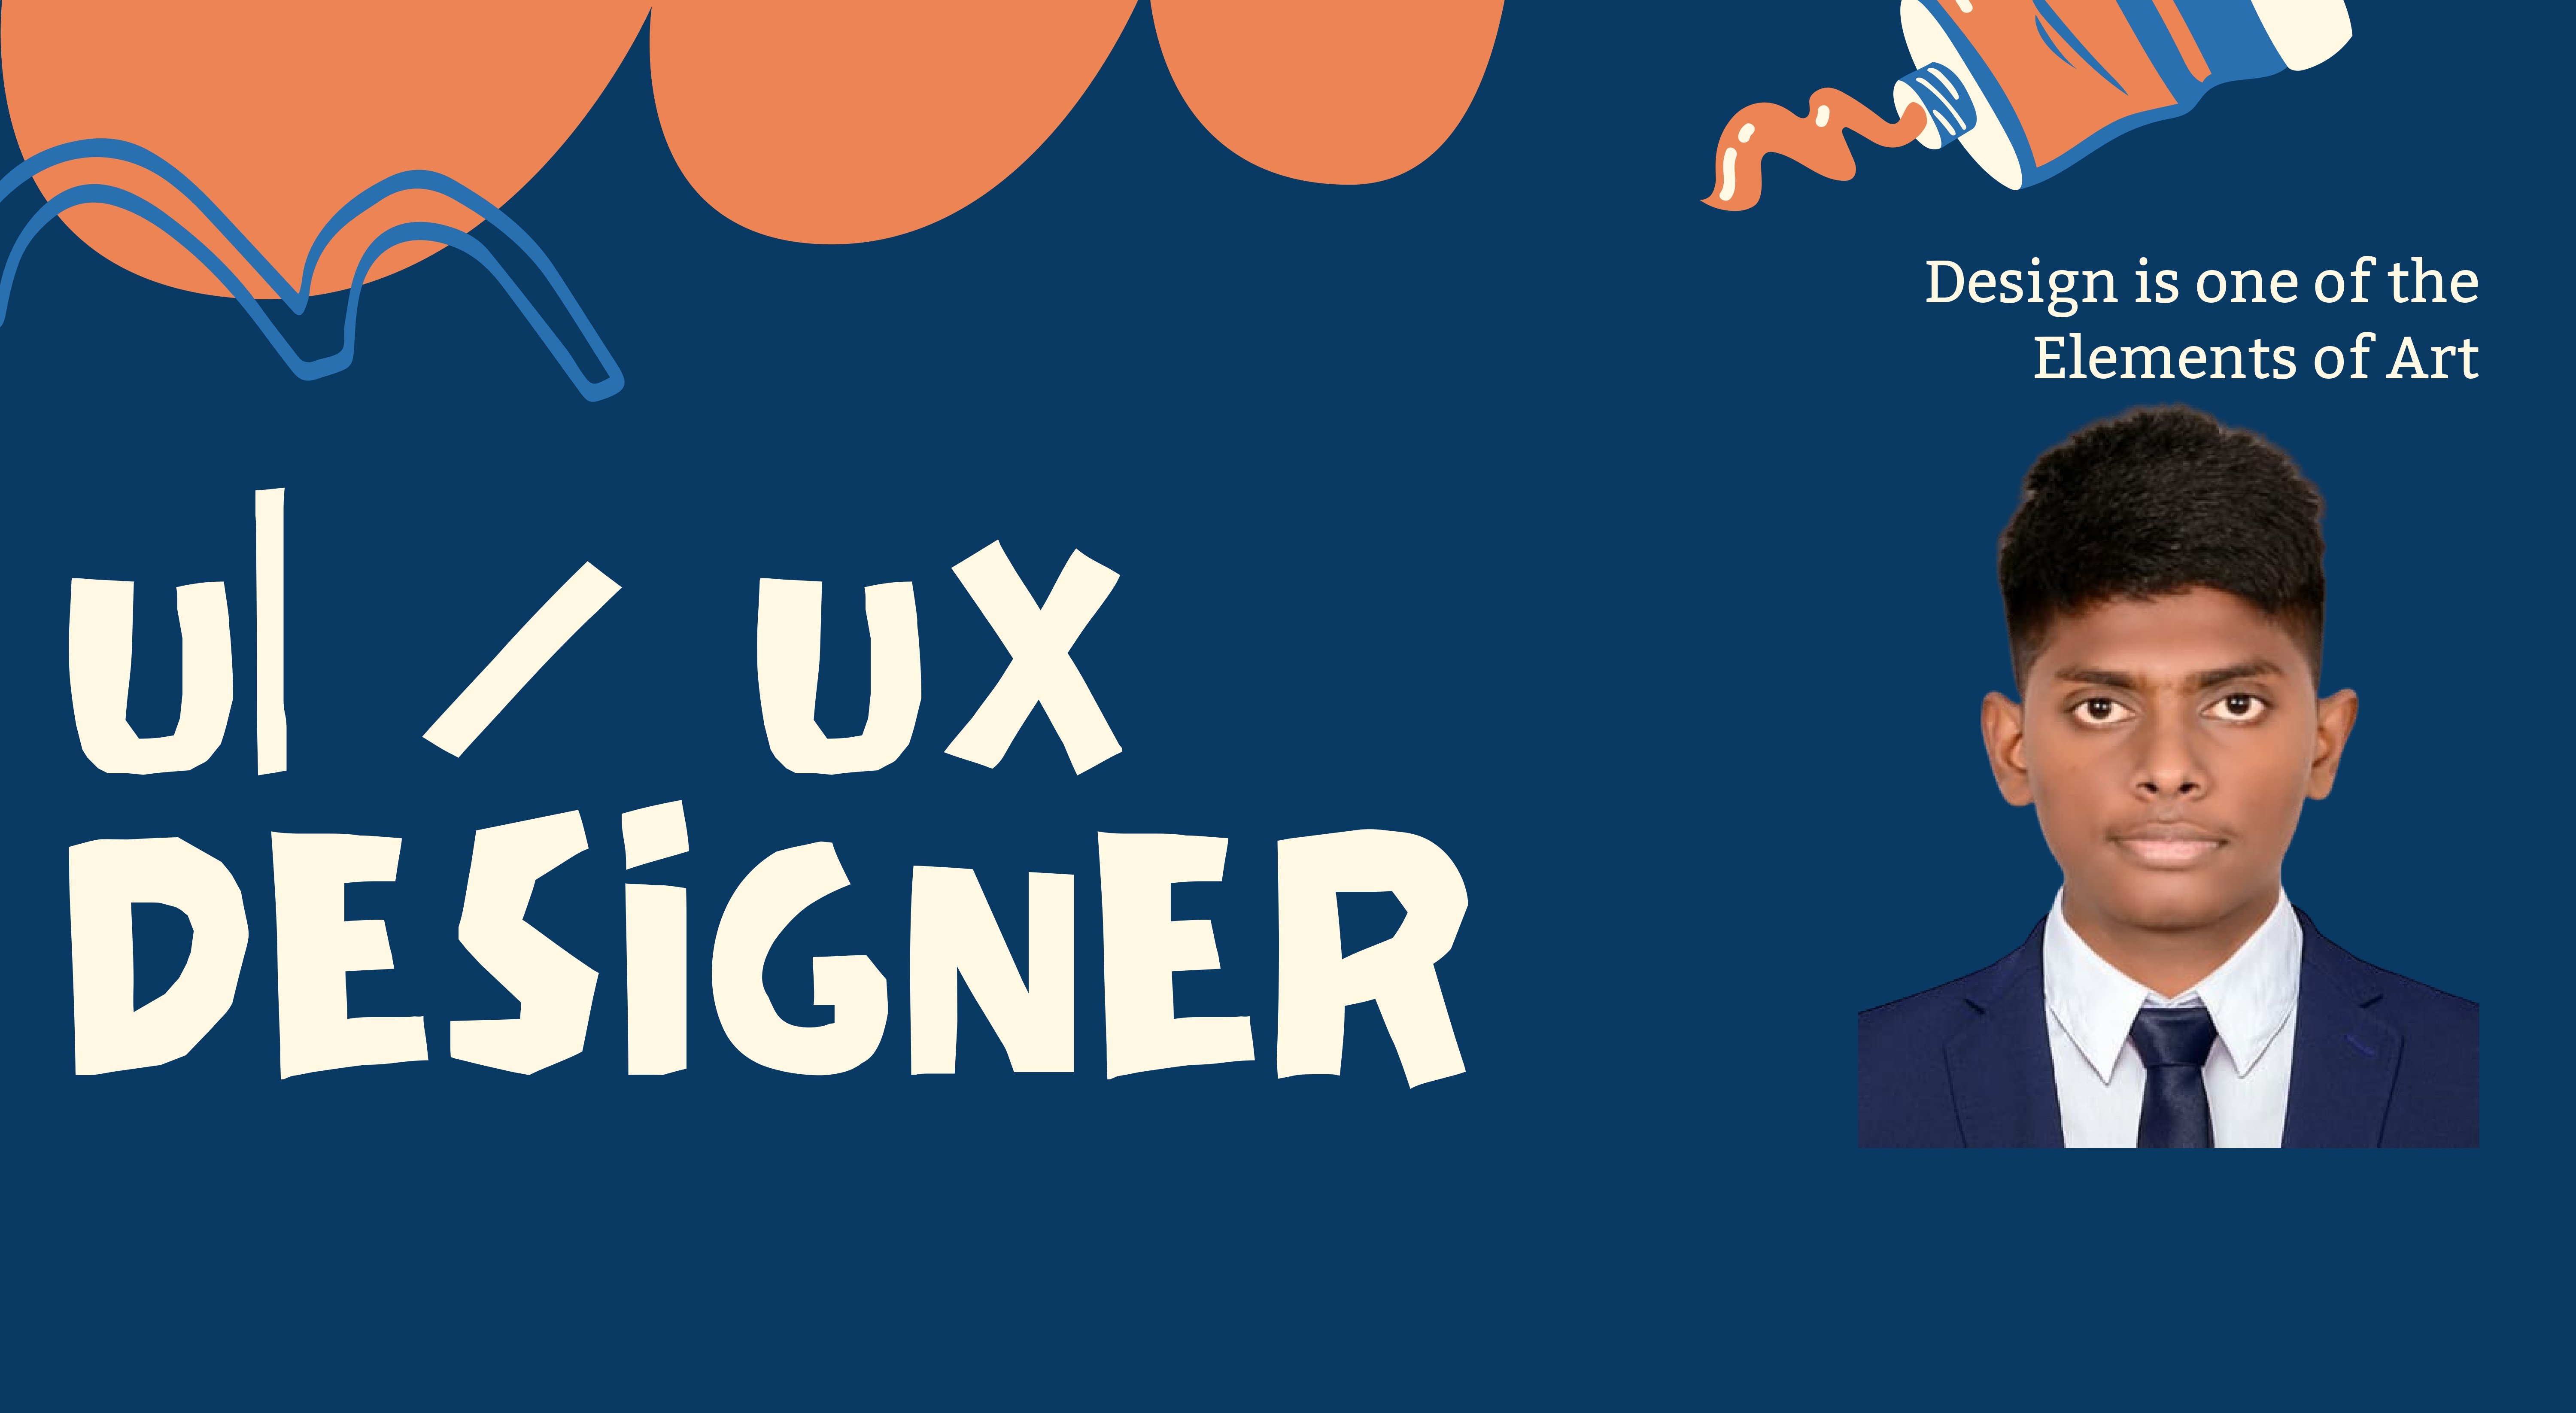 Design is one of the
Elements of Art
UI / UX
DESiGNER